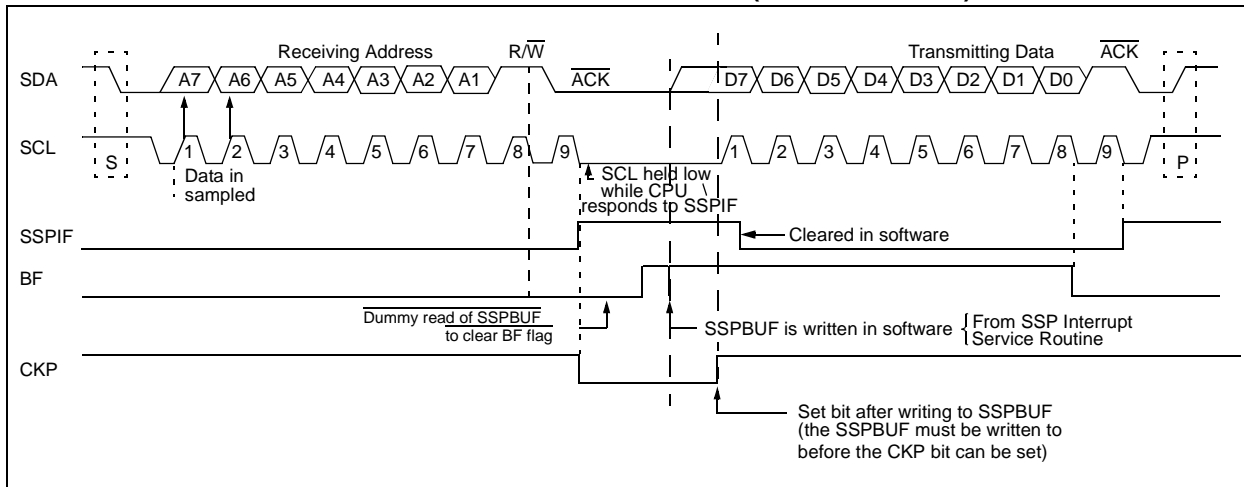 Receiving Address R/W Transmitting Data ACK
SDA A7 A6 A5 A4 A3 A2 A1 ACK D7 D6 D5 D4 D3 D2 D1 D0
SCL S 1 2 3 4 5 6 7 8 9 1 2 3 4 5 6 7 8 9 P
Data in
sampled
SCL held low
while CPU
responds to SSPIF
SSPIF
Cleared in software
BF
Dummy read of SSPBUF
to clear BF flag
SSPBUF is written in software { From SSP Interrupt
Service Routine
CKP
Set bit after writing to SSPBUF
(the SSPBUF must be written to
before the CKP bit can be set)